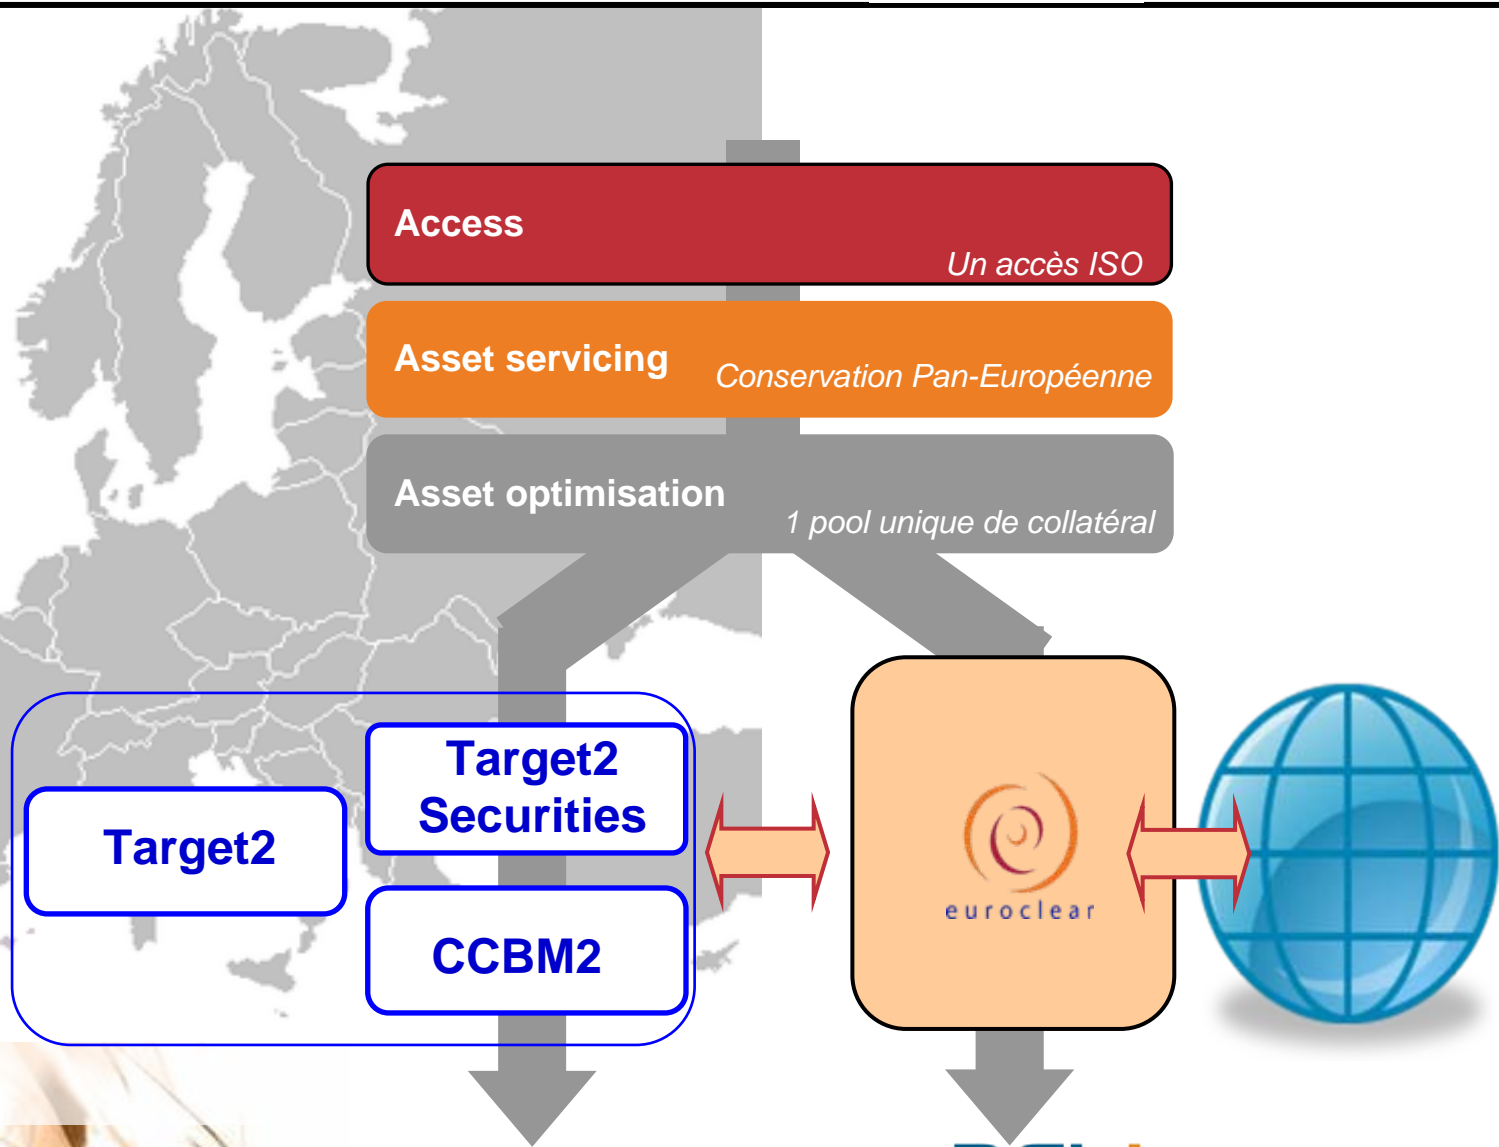 Access
Un accès ISO
Asset servicing
Conservation Pan-Européenne
Asset optimisation
1 pool unique de collatéral
Target2
Securities
Target2
CCBM2
euroclear